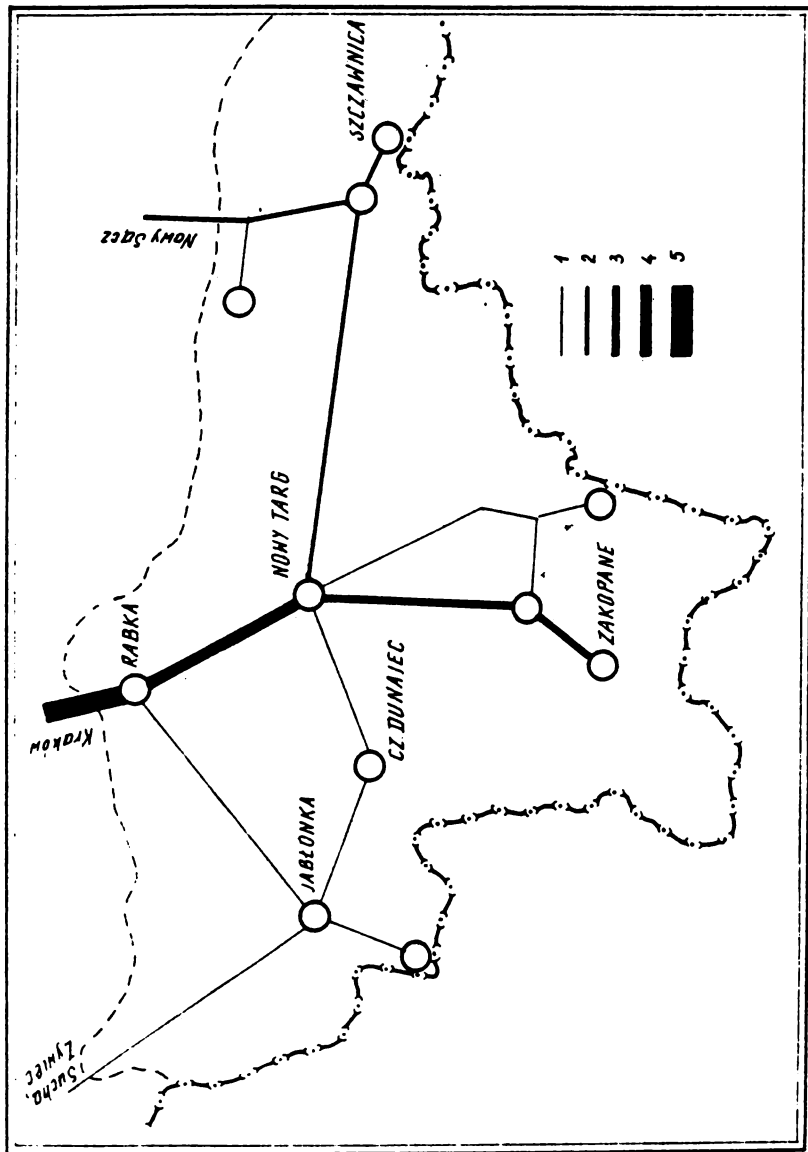 Sucha, i
Żywiec
Kraków
RABKA
JABŁONKA
CZ. DUNAJEC
NOWY TARG
Nowy Sącz
SZCZAWNICA
ZAKOPANE
1
2
3
4
5